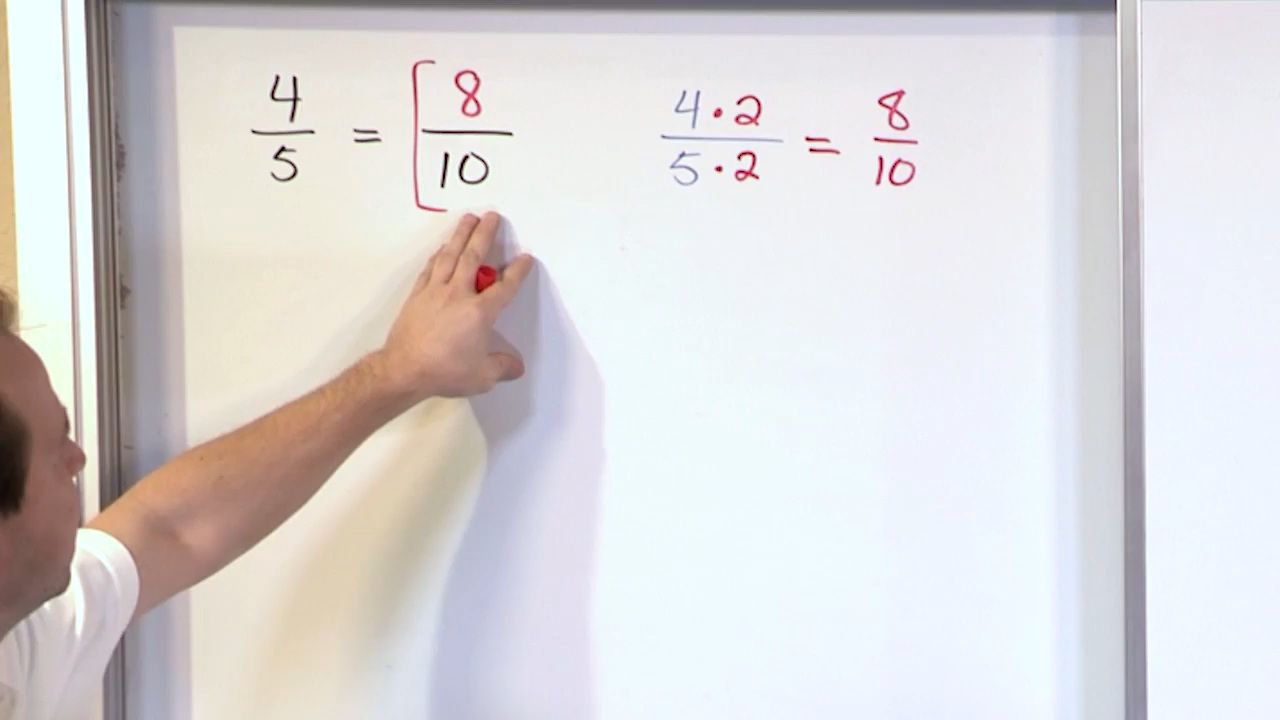 4/5 = [8/10
4·2/5·2 = 8/10